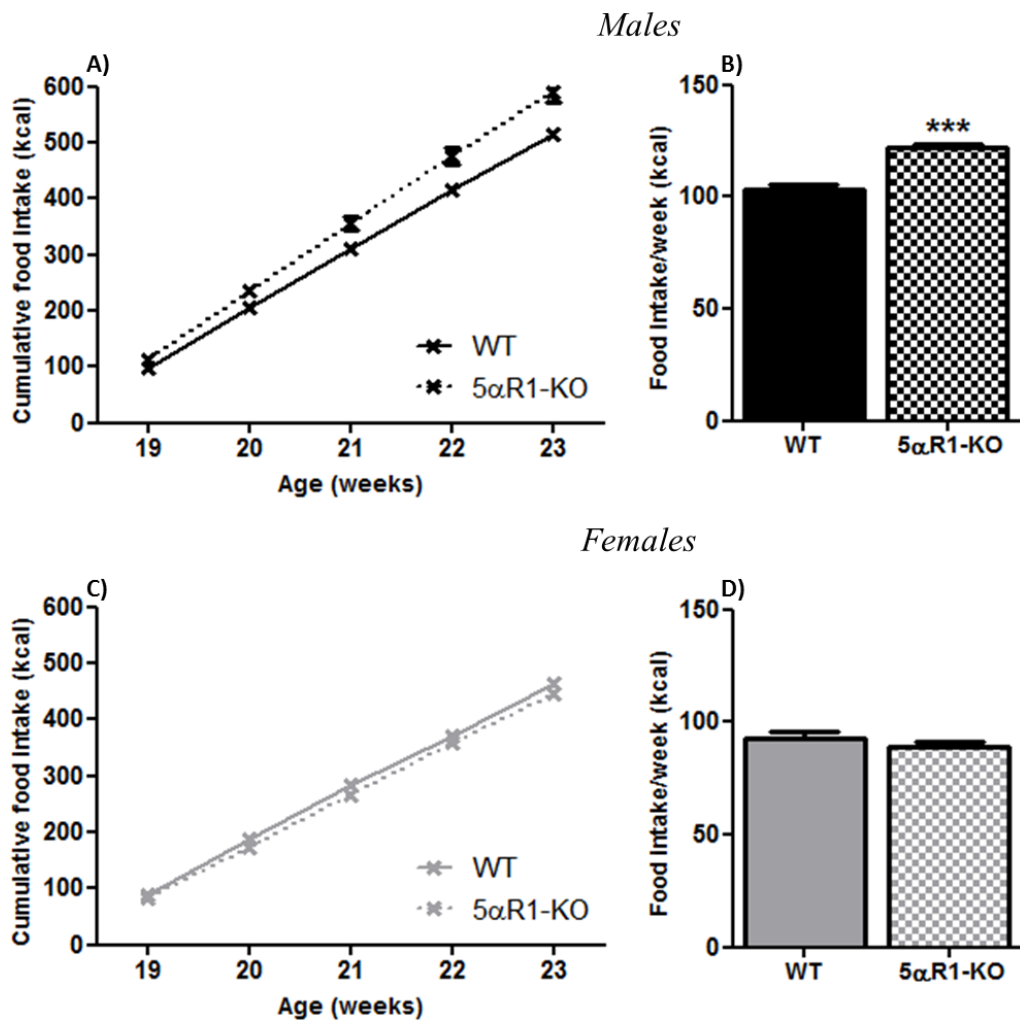 Males
A)
Cumulative food Intake (kcal)
600
500
400
300
200
100
0
19 20 21 22 23
Age (weeks)
WT
5αR1-KO
B)
Food Intake/week (kcal)
150
100
50
0
***
WT 5αR1-KO
Females
C)
Cumulative food Intake (kcal)
600
500
400
300
200
100
0
19 20 21 22 23
Age (weeks)
WT
5αR1-KO
D)
Food Intake/week (kcal)
150
100
50
0
WT 5αR1-KO